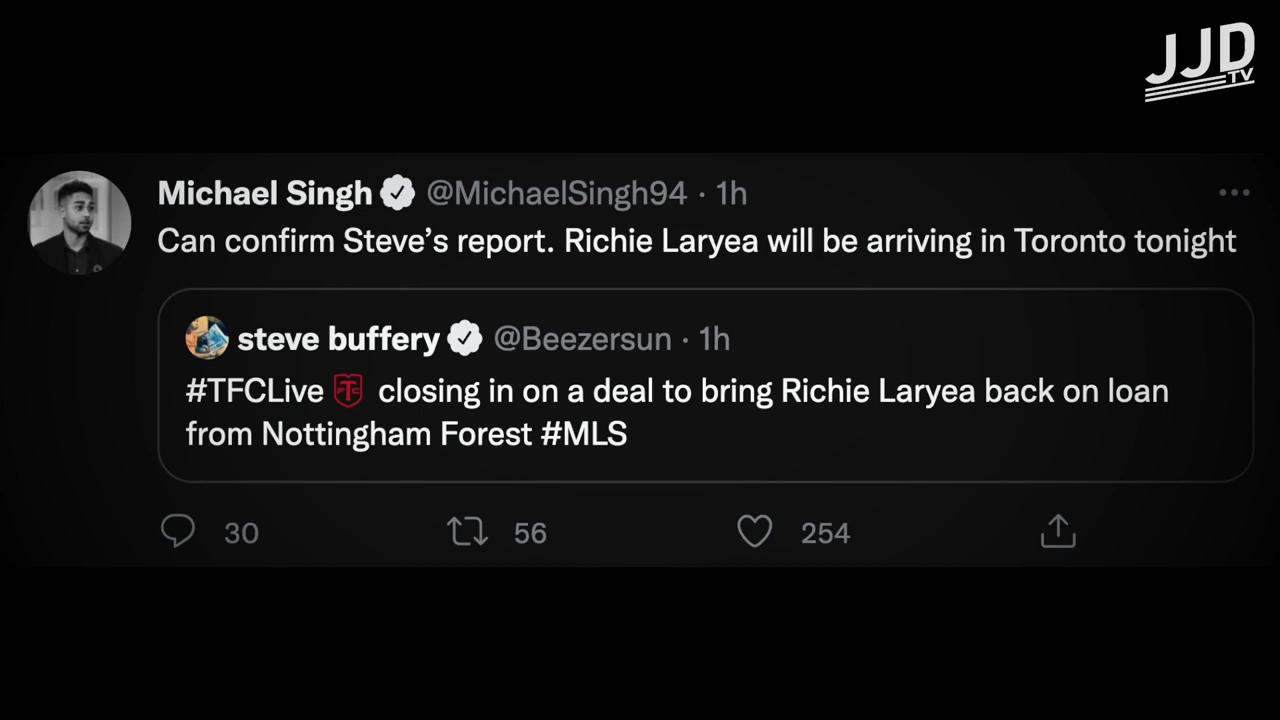 JJD
TV
Michael Singh @MichaelSingh94 · 1h
Can confirm Steve’s report. Richie Laryea will be arriving in Toronto tonight
steve buffery @Beezersun · 1h
#TFCLive TFC closing in on a deal to bring Richie Laryea back on loan
from Nottingham Forest #MLS
30 56 254